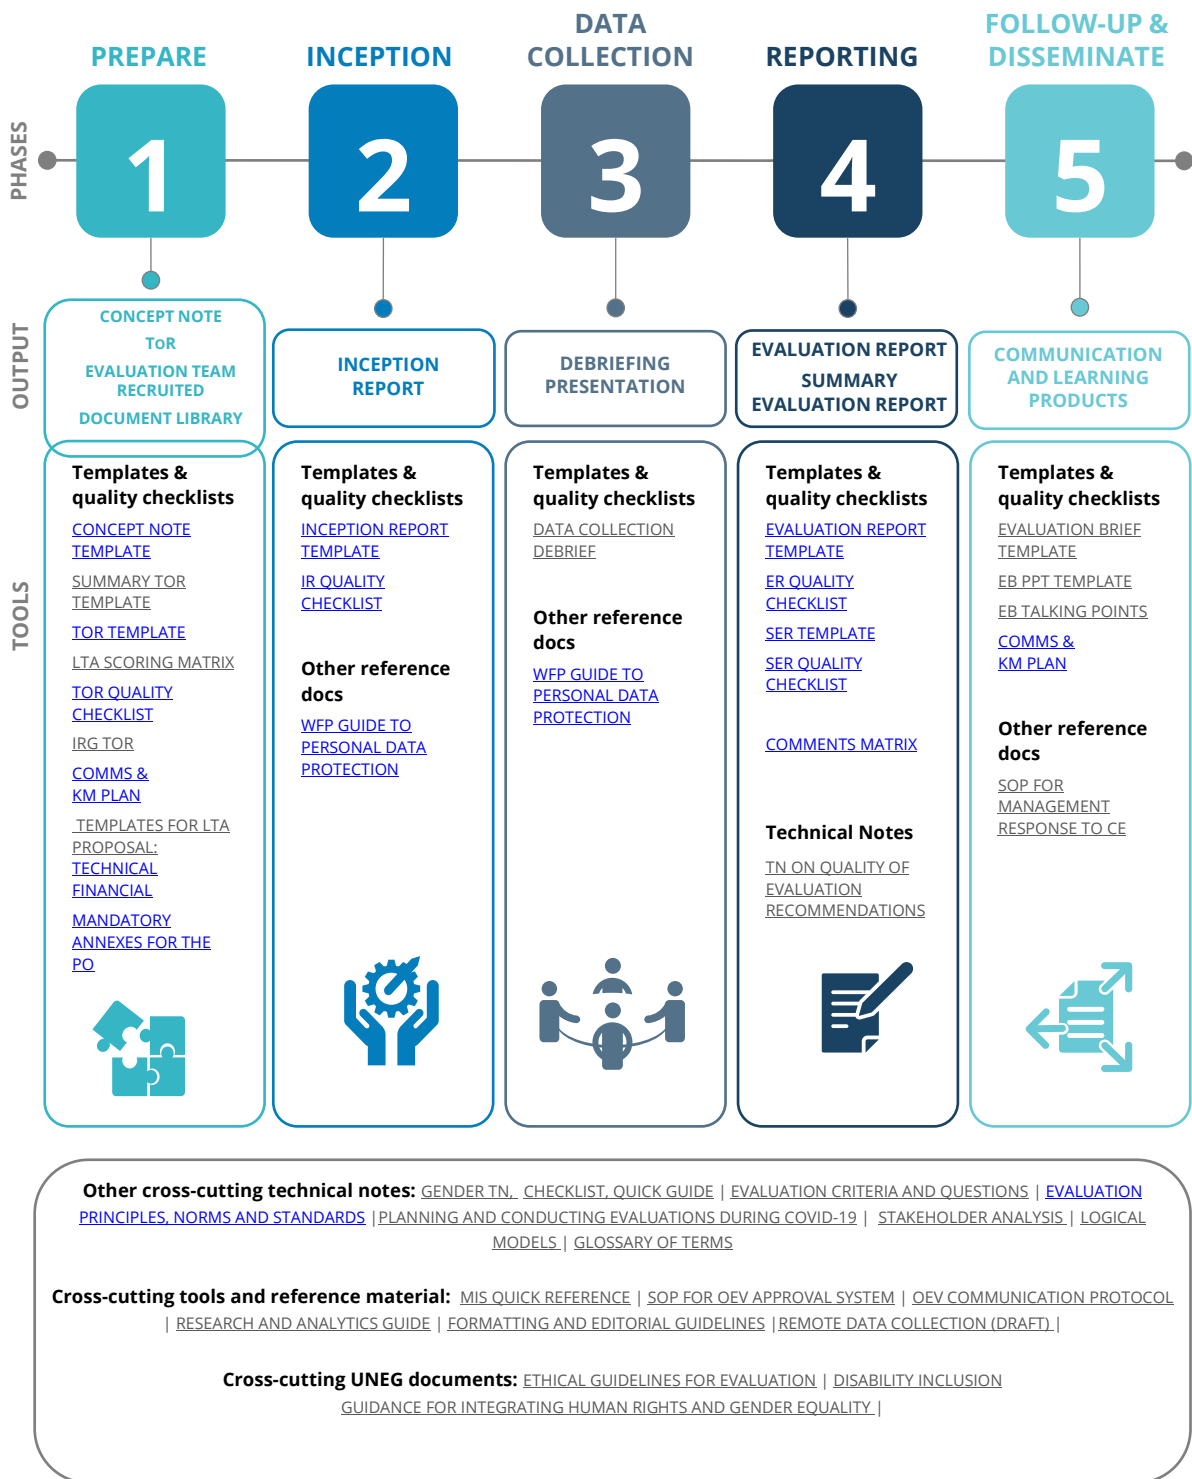 PREPARE
INCEPTION
DATA
COLLECTION
REPORTING
FOLLOW-UP &
DISSEMINATE
PHASES
1
2
3
4
5
OUTPUT
CONCEPT NOTE
TOR
EVALUATION TEAM
RECRUITED
DOCUMENT LIBRARY
INCEPTION
REPORT
DEBRIEFING
PRESENTATION
EVALUATION REPORT
SUMMARY
EVALUATION REPORT
COMMUNICATION
AND LEARNING
PRODUCTS
TOOLS
Templates &
quality checklists
CONCEPT NOTE
TEMPLATE
SUMMARY TOR
TEMPLATE
TOR TEMPLATE
LTA SCORING MATRIX
TOR QUALITY
CHECKLIST
IRG TOR
COMMS &
KM PLAN
TEMPLATES FOR LTA
PROPOSAL:
TECHNICAL
FINANCIAL
MANDATORY
ANNEXES FOR THE
PO
Templates &
quality checklists
INCEPTION REPORT
TEMPLATE
IR QUALITY
CHECKLIST
Other reference
docs
WFP GUIDE TO
PERSONAL DATA
PROTECTION
Templates &
quality checklists
DATA COLLECTION
DEBRIEF
Other reference
docs
WFP GUIDE TO
PERSONAL DATA
PROTECTION
Templates &
quality checklists
EVALUATION REPORT
TEMPLATE
ER QUALITY
CHECKLIST
SER TEMPLATE
SER QUALITY
CHECKLIST
COMMENTS MATRIX
Technical Notes
TN ON QUALITY OF
EVALUATION
RECOMMENDATIONS
Templates &
quality checklists
EVALUATION BRIEF
TEMPLATE
EB PPT TEMPLATE
EB TALKING POINTS
COMMS &
KM PLAN
Other reference
docs
SOP FOR
MANAGEMENT
RESPONSE TO CE
Other cross-cutting technical notes: GENDER TN, CHECKLIST, QUICK GUIDE | EVALUATION CRITERIA AND QUESTIONS | EVALUATION
PRINCIPLES, NORMS AND STANDARDS |PLANNING AND CONDUCTING EVALUATIONS DURING COVID-19 | STAKEHOLDER ANALYSIS | LOGICAL
MODELS | GLOSSARY OF TERMS
Cross-cutting tools and reference material: MIS QUICK REFERENCE | SOP FOR OEV APPROVAL SYSTEM | OEV COMMUNICATION PROTOCOL
| RESEARCH AND ANALYTICS GUIDE | FORMATTING AND EDITORIAL GUIDELINES |REMOTE DATA COLLECTION (DRAFT) |
Cross-cutting UNEG documents: ETHICAL GUIDELINES FOR EVALUATION | DISABILITY INCLUSION
GUIDANCE FOR INTEGRATING HUMAN RIGHTS AND GENDER EQUALITY |